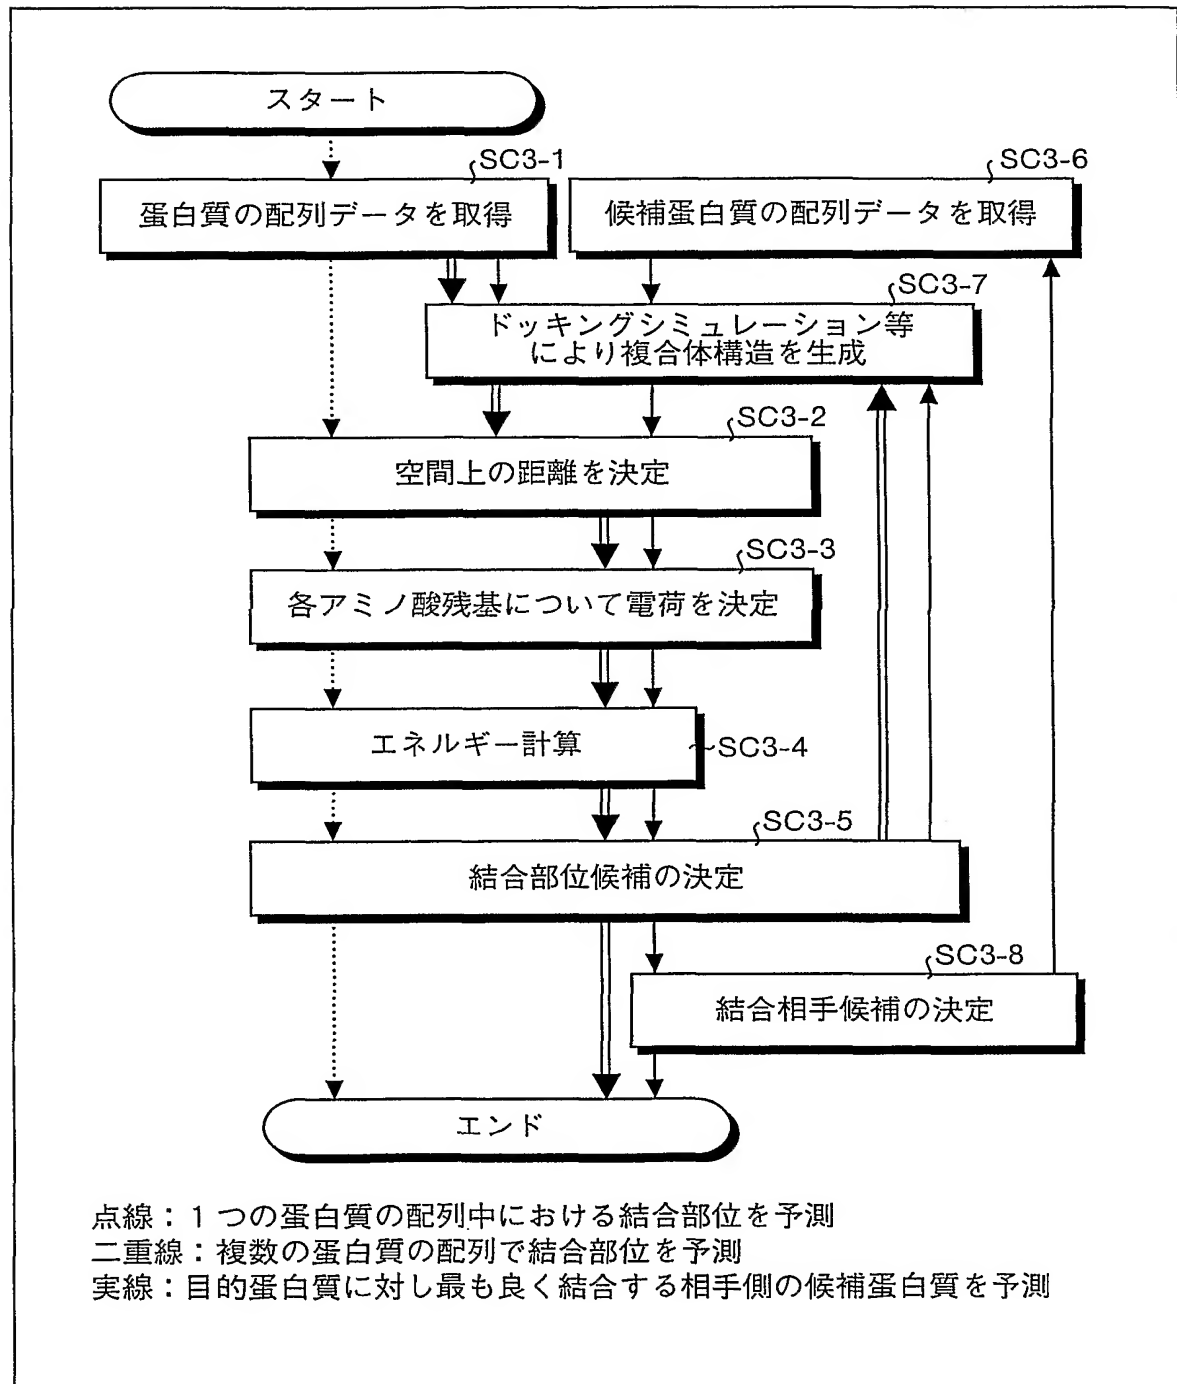 スタート
SC3-1
蛋白質の配列データを取得
SC3-6
候補蛋白質の配列データを取得
SC3-7
ドッキングシミュレーション等
により複合体構造を生成
SC3-2
空間上の距離を決定
SC3-3
各アミノ酸残基について電荷を決定
エネルギー計算
SC3-4
SC3-5
結合部位候補の決定
SC3-8
結合相手候補の決定
エンド
点線：1つの蛋白質の配列中における結合部位を予測
二重線：複数の蛋白質の配列で結合部位を予測
実線：目的蛋白質に対し最も良く結合する相手側の候補蛋白質を予測